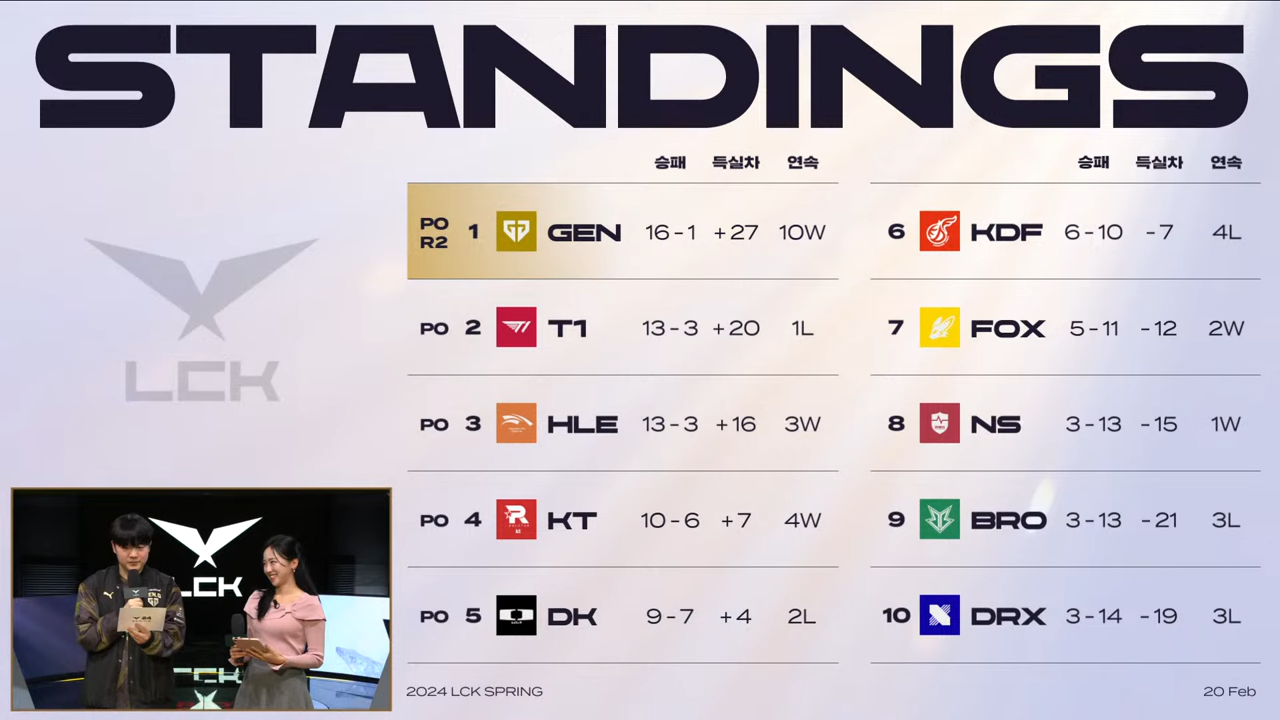 STANDINGS
승패 득실차 연속
PO R2 1 GEN 16-1 +27 10W
PO 2 T1 13-3 +20 1L
PO 3 HLE 13-3 +16 3W
PO 4 KT 10-6 +7 4W
PO 5 DK 9-7 +4 2L
승패 득실차 연속
6 KDF 6-10 -7 4L
7 FOX 5-11 -12 2W
8 NS 3-13 -15 1W
9 BRO 3-13 -21 3L
10 DRX 3-14 -19 3L
LCK
LCK
2024 LCK SPRING
20 Feb